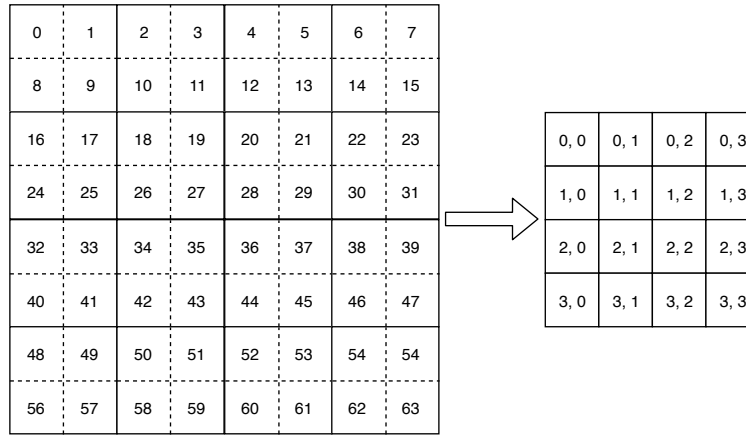 0 1 2 3 4 5 6 7
8 9 10 11 12 13 14 15
16 17 18 19 20 21 22 23
24 25 26 27 28 29 30 31
32 33 34 35 36 37 38 39
40 41 42 43 44 45 46 47
48 49 50 51 52 53 54 54
56 57 58 59 60 61 62 63
0, 0 0, 1 0, 2 0, 3
1, 0 1, 1 1, 2 1, 3
2, 0 2, 1 2, 2 2, 3
3, 0 3, 1 3, 2 3, 3